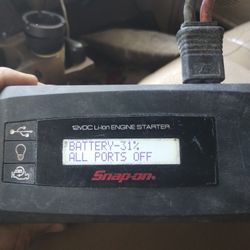 12VDC Li-ion ENGINE STARTER
BATTERY-31%
ALL PORTS OFF
Snap-on